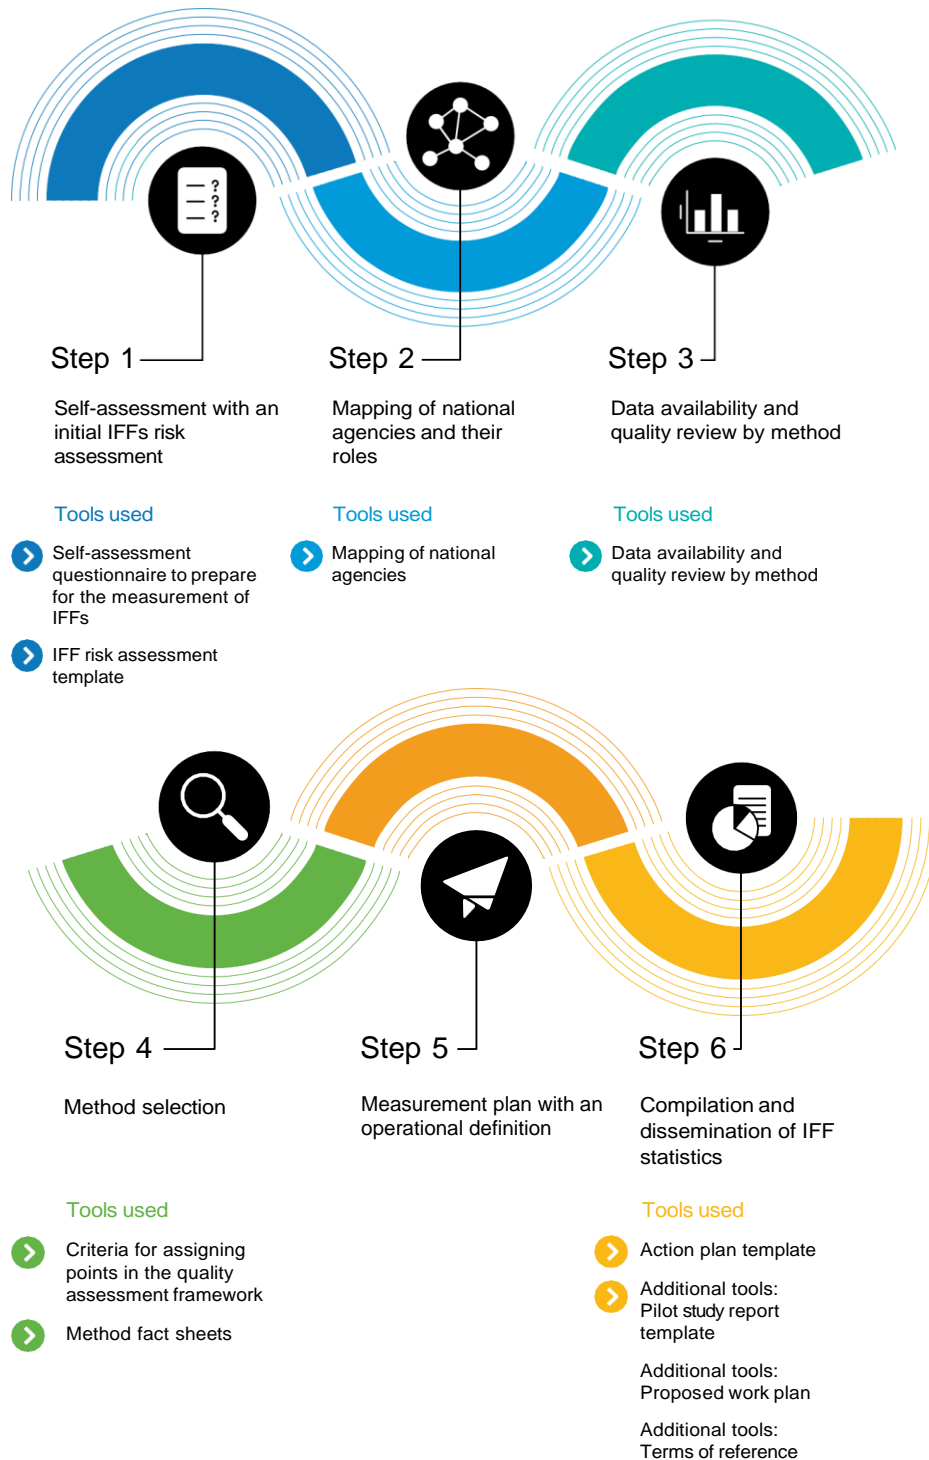 ?
?
?
Step 1
Self-assessment with an
initial IFFs risk
assessment
Tools used
Self-assessment
questionnaire to prepare
for the measurement of
IFFs
IFF risk assessment
template
Step 2
Mapping of national
agencies and their
roles
Tools used
Mapping of national
agencies
Step 3
Data availability and
quality review by method
Tools used
Data availability and
quality review by method
Step 4
Method selection
Tools used
Criteria for assigning
points in the quality
assessment framework
Method fact sheets
Step 5
Measurement plan with an
operational definition
Step 6
Compilation and
dissemination of IFF
statistics
Tools used
Action plan template
Additional tools:
Pilot study report
template
Additional tools:
Proposed work plan
Additional tools:
Terms of reference